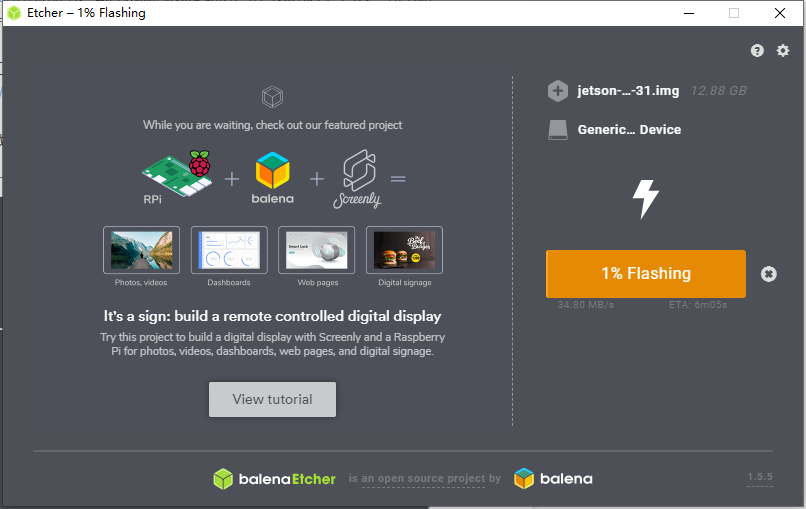 Etcher – 1% Flashing
While you are waiting, check out our featured project
RPi
balena
Screenly
Photos, videos
Dashboards
Web pages
Digital signage
It's a sign: build a remote controlled digital display
Try this project to build a digital display with Screenly and a Raspberry
Pi for photos, videos, dashboards, web pages, and digital signage.
View tutorial
jetson-...-31.img 12.88 GB
Generic... Device
1% Flashing
34.80 MB/s ETA: 6m05s
balenaEtcher is an open source project by balena
1.5.5